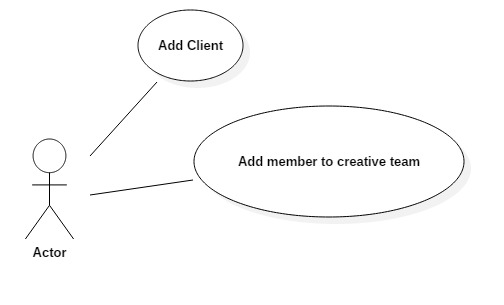 Add Client
Add member to creative team
Actor